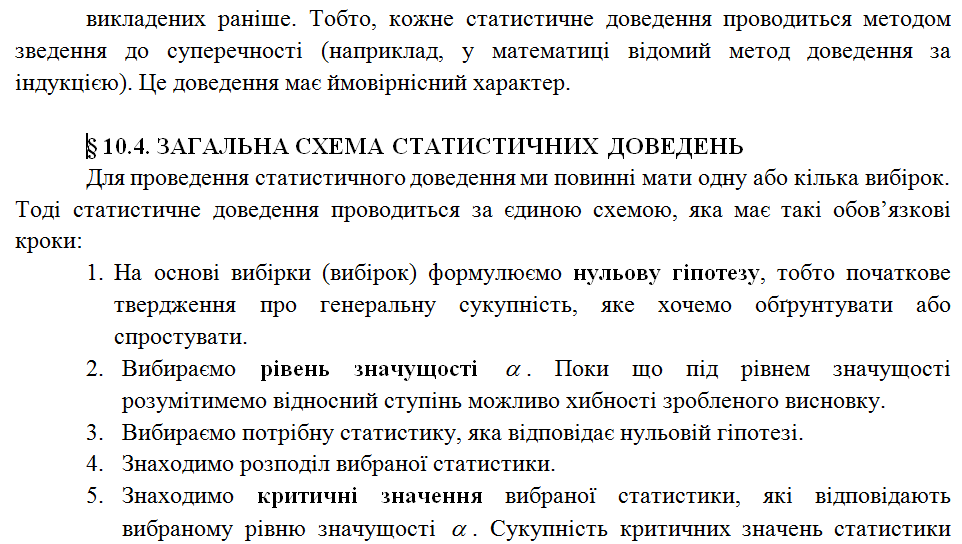 викладених раніше. Тобто, кожне статистичне доведення проводиться методом
зведення до суперечності (наприклад, у математиці відомий метод доведення за
індукцією). Це доведення має ймовірнісний характер.
§ 10.4. ЗАГАЛЬНА СХЕМА СТАТИСТИЧНИХ ДОВЕДЕНЬ
Для проведення статистичного доведення ми повинні мати одну або кілька вибірок.
Тоді статистичне доведення проводиться за єдиною схемою, яка має такі обов’язкові
кроки:
1. На основі вибірки (вибірок) формулюємо нульову гіпотезу, тобто початкове
твердження про генеральну сукупність, яке хочемо обґрунтувати або
спростувати.
2. Вибираємо рівень значущості α . Поки що під рівнем значущості
розумітимемо відносний ступінь можливо хибності зробленого висновку.
3. Вибираємо потрібну статистику, яка відповідає нульовій гіпотезі.
4. Знаходимо розподіл вибраної статистики.
5. Знаходимо критичні значення вибраної статистики, які відповідають
вибраному рівню значущості α . Сукупність критичних значень статистики